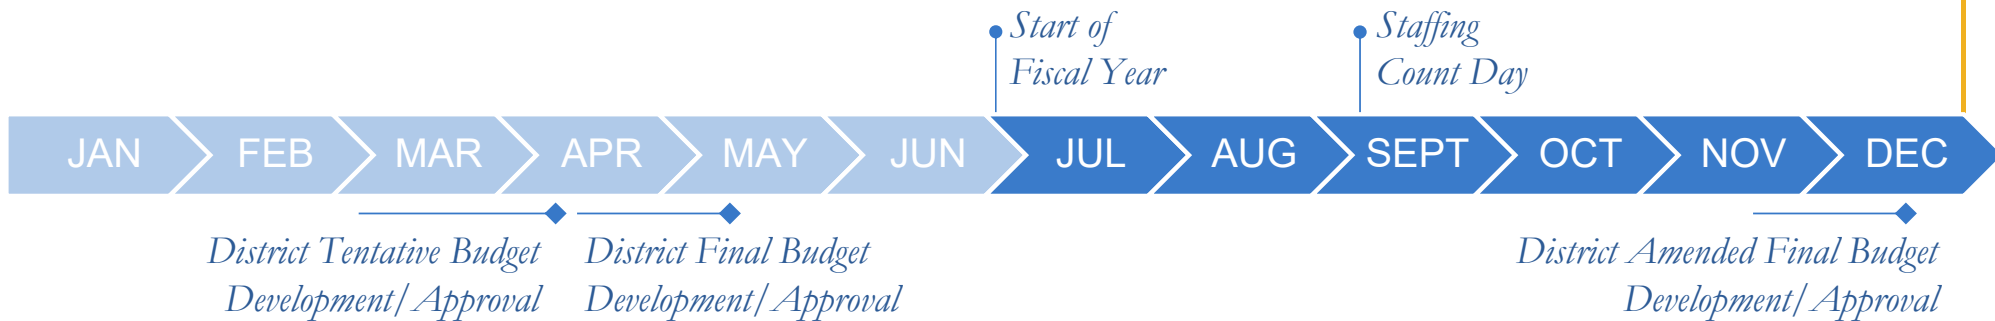 Start of
Fiscal Year
Staffing
Count Day
JAN FEB MAR APR MAY JUN JUL AUG SEPT OCT NOV DEC
District Tentative Budget
Development/Approval
District Final Budget
Development/Approval
District Amended Final Budget
Development/Approval